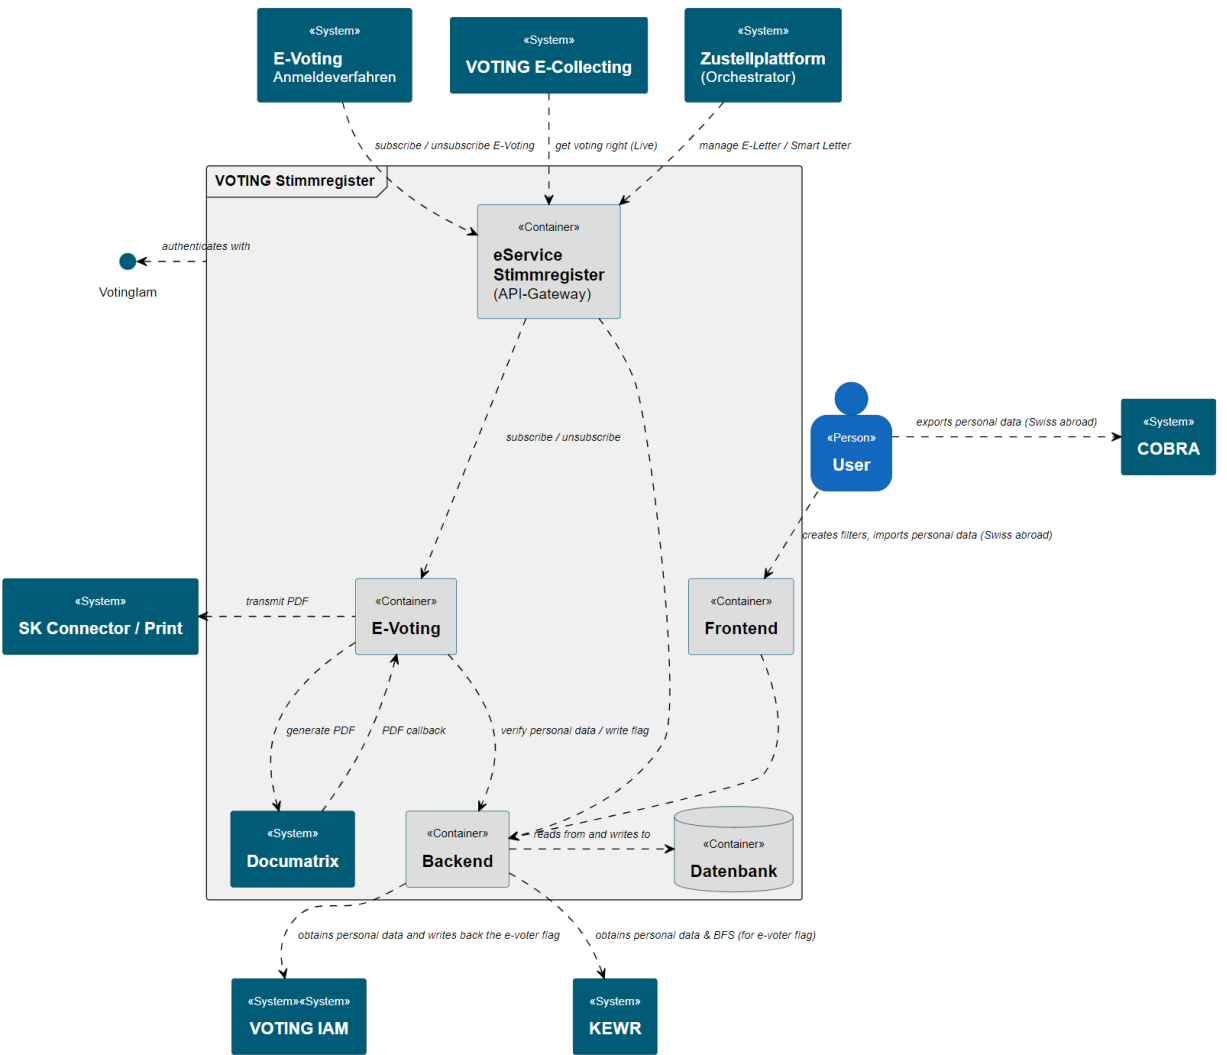 «System»
E-Voting
Anmeldeverfahren
«System»
VOTING E-Collecting
«System»
Zustellplattform
(Orchestrator)
subscribe / unsubscribe E-Voting
get voting right (Live)
manage E-Letter / Smart Letter
VOTING Stimmregister
«Container»
eService
Stimmregister
(API-Gateway)
authenticates with
VotingIam
«Person»
User
exports personal data (Swiss abroad)
«System»
COBRA
subscribe / unsubscribe
creates filters, imports personal data (Swiss abroad)
«System»
SK Connector / Print
transmit PDF
«Container»
E-Voting
«Container»
Frontend
generate PDF
PDF callback
verify personal data / write flag
«System»
Documatrix
«Container»
Backend
reads from and writes to
«Container»
Datenbank
obtains personal data and writes back the e-voter flag
obtains personal data & BFS (for e-voter flag)
«System»«System»
VOTING IAM
«System»
KEWR